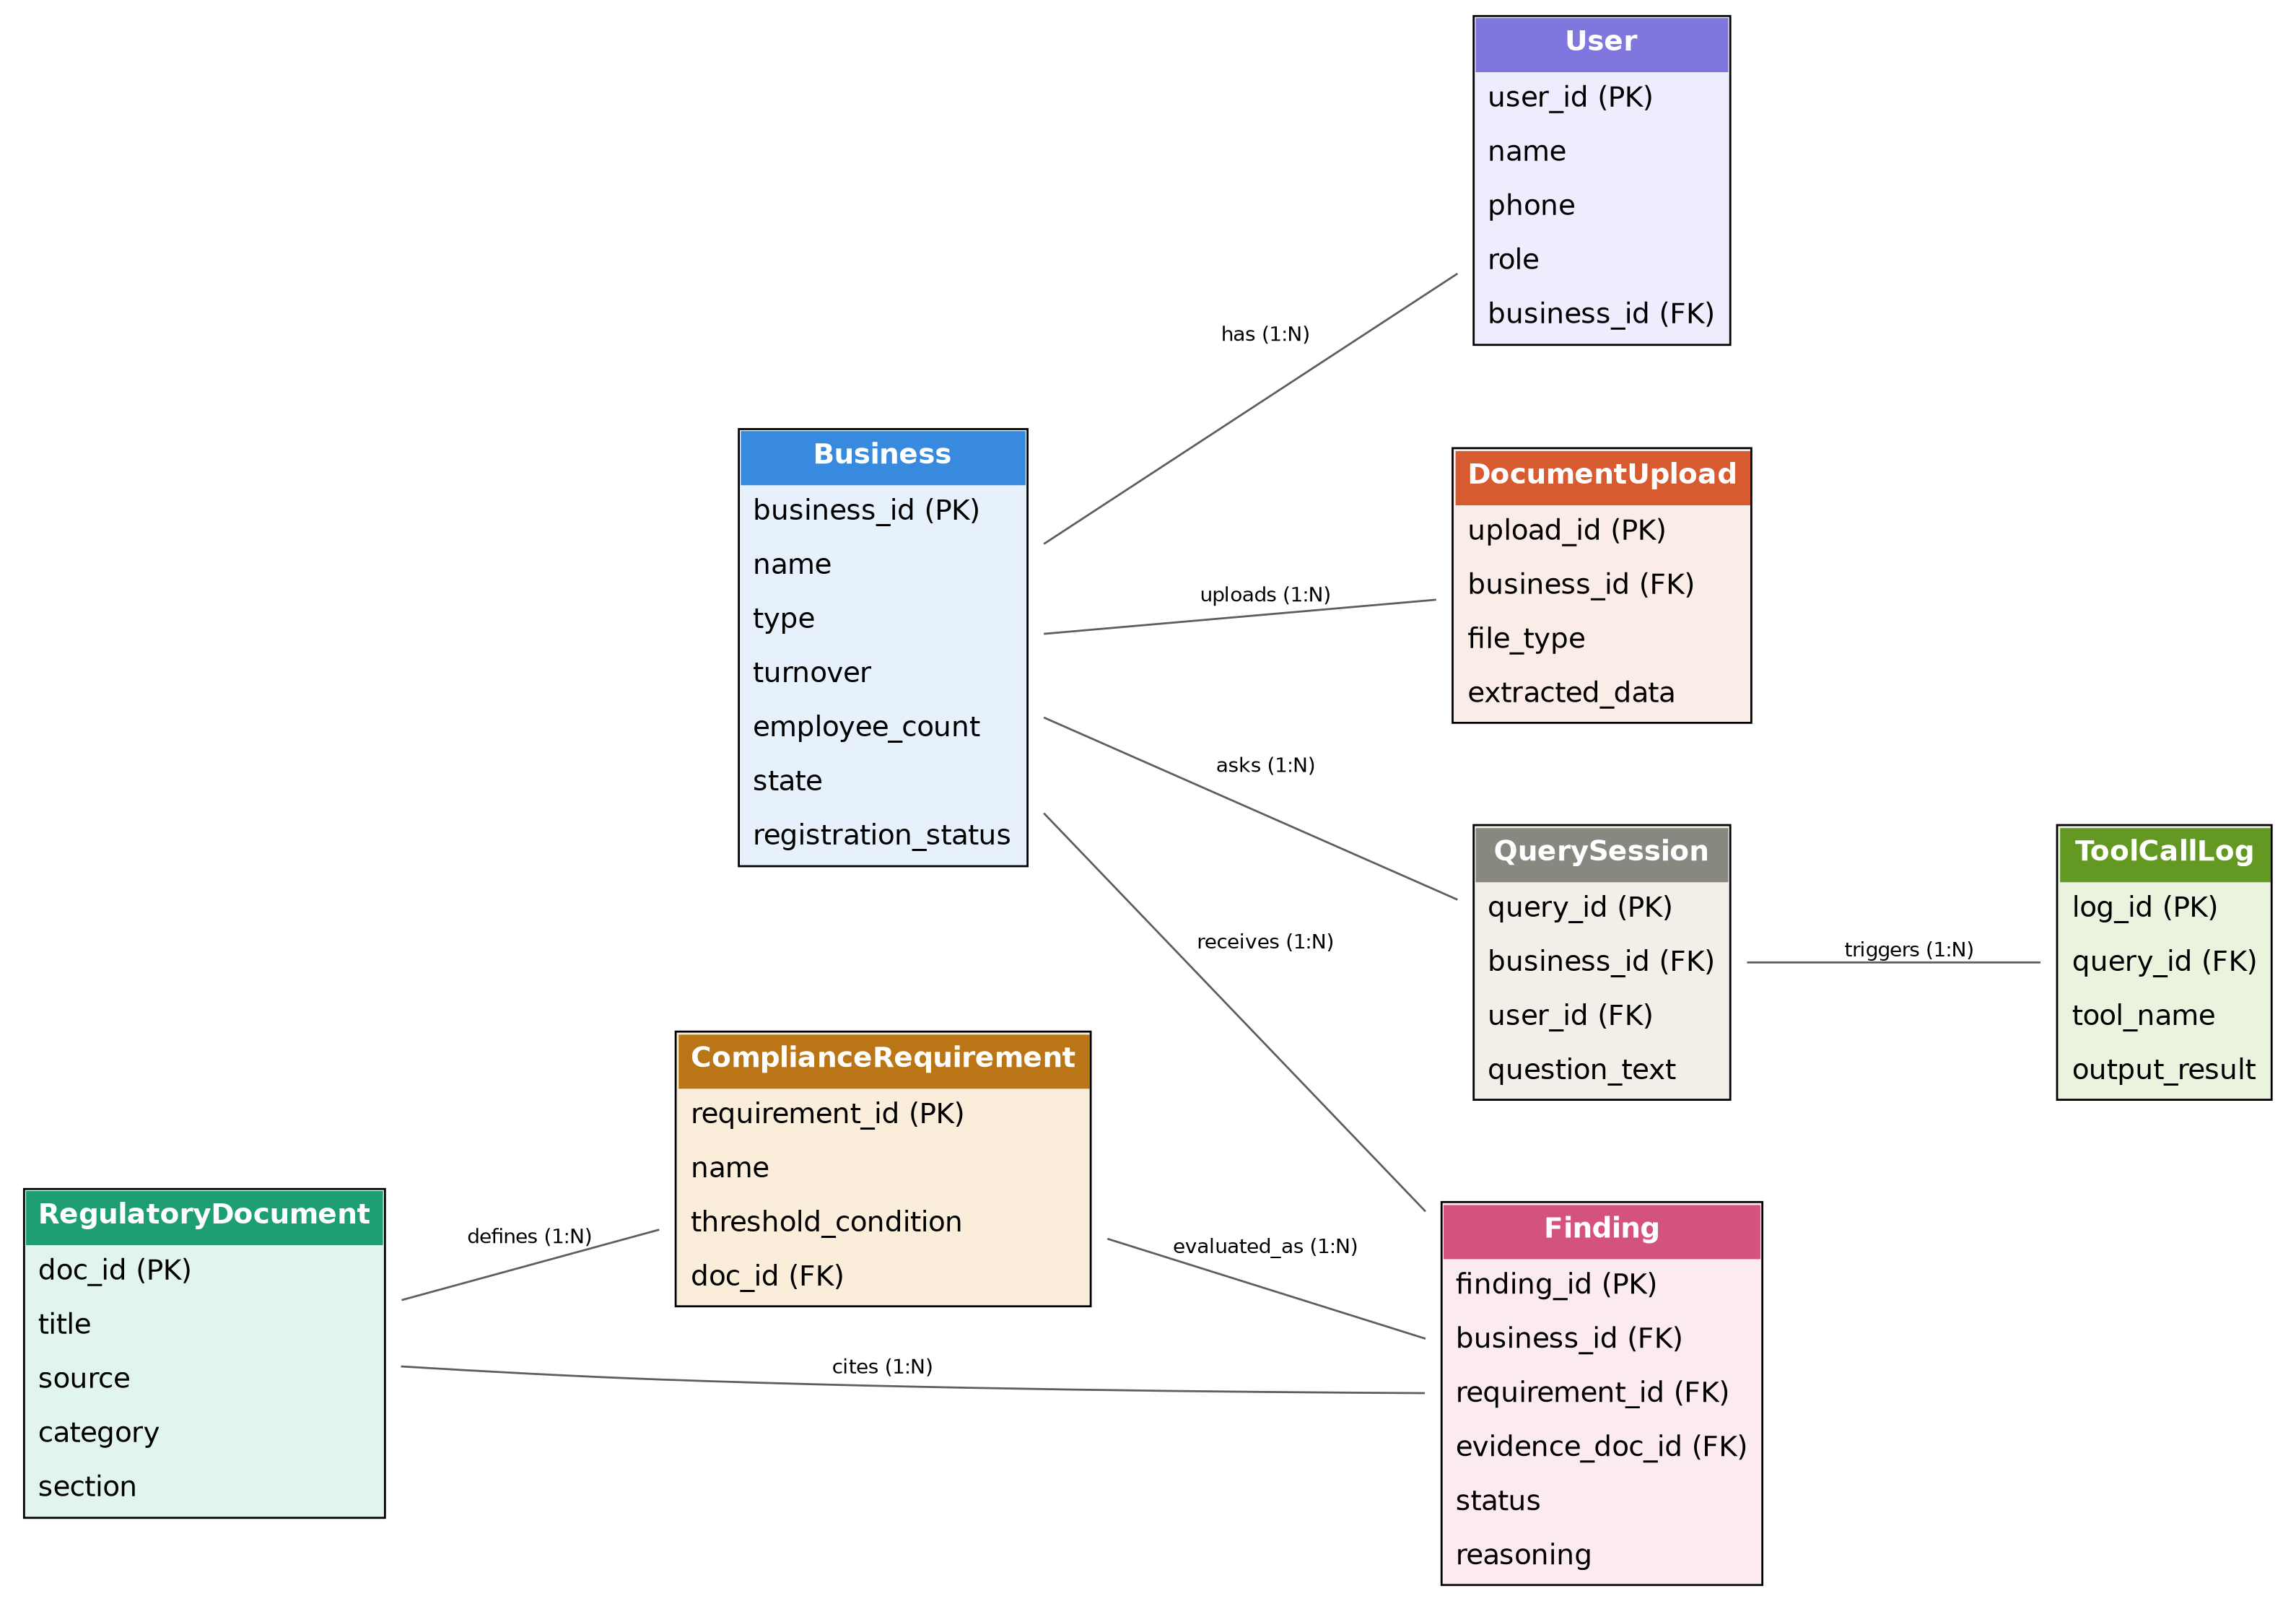 User
user_id (PK)
name
phone
role
business_id (FK)
has (1:N)
Business
business_id (PK)
name
type
turnover
employee_count
state
registration_status
DocumentUpload
upload_id (PK)
business_id (FK)
file_type
extracted_data
uploads (1:N)
asks (1:N)
QuerySession
query_id (PK)
business_id (FK)
user_id (FK)
question_text
triggers (1:N)
ToolCallLog
log_id (PK)
query_id (FK)
tool_name
output_result
receives (1:N)
ComplianceRequirement
requirement_id (PK)
name
threshold_condition
doc_id (FK)
RegulatoryDocument
doc_id (PK)
title
source
category
section
defines (1:N)
evaluated_as (1:N)
cites (1:N)
Finding
finding_id (PK)
business_id (FK)
requirement_id (FK)
evidence_doc_id (FK)
status
reasoning